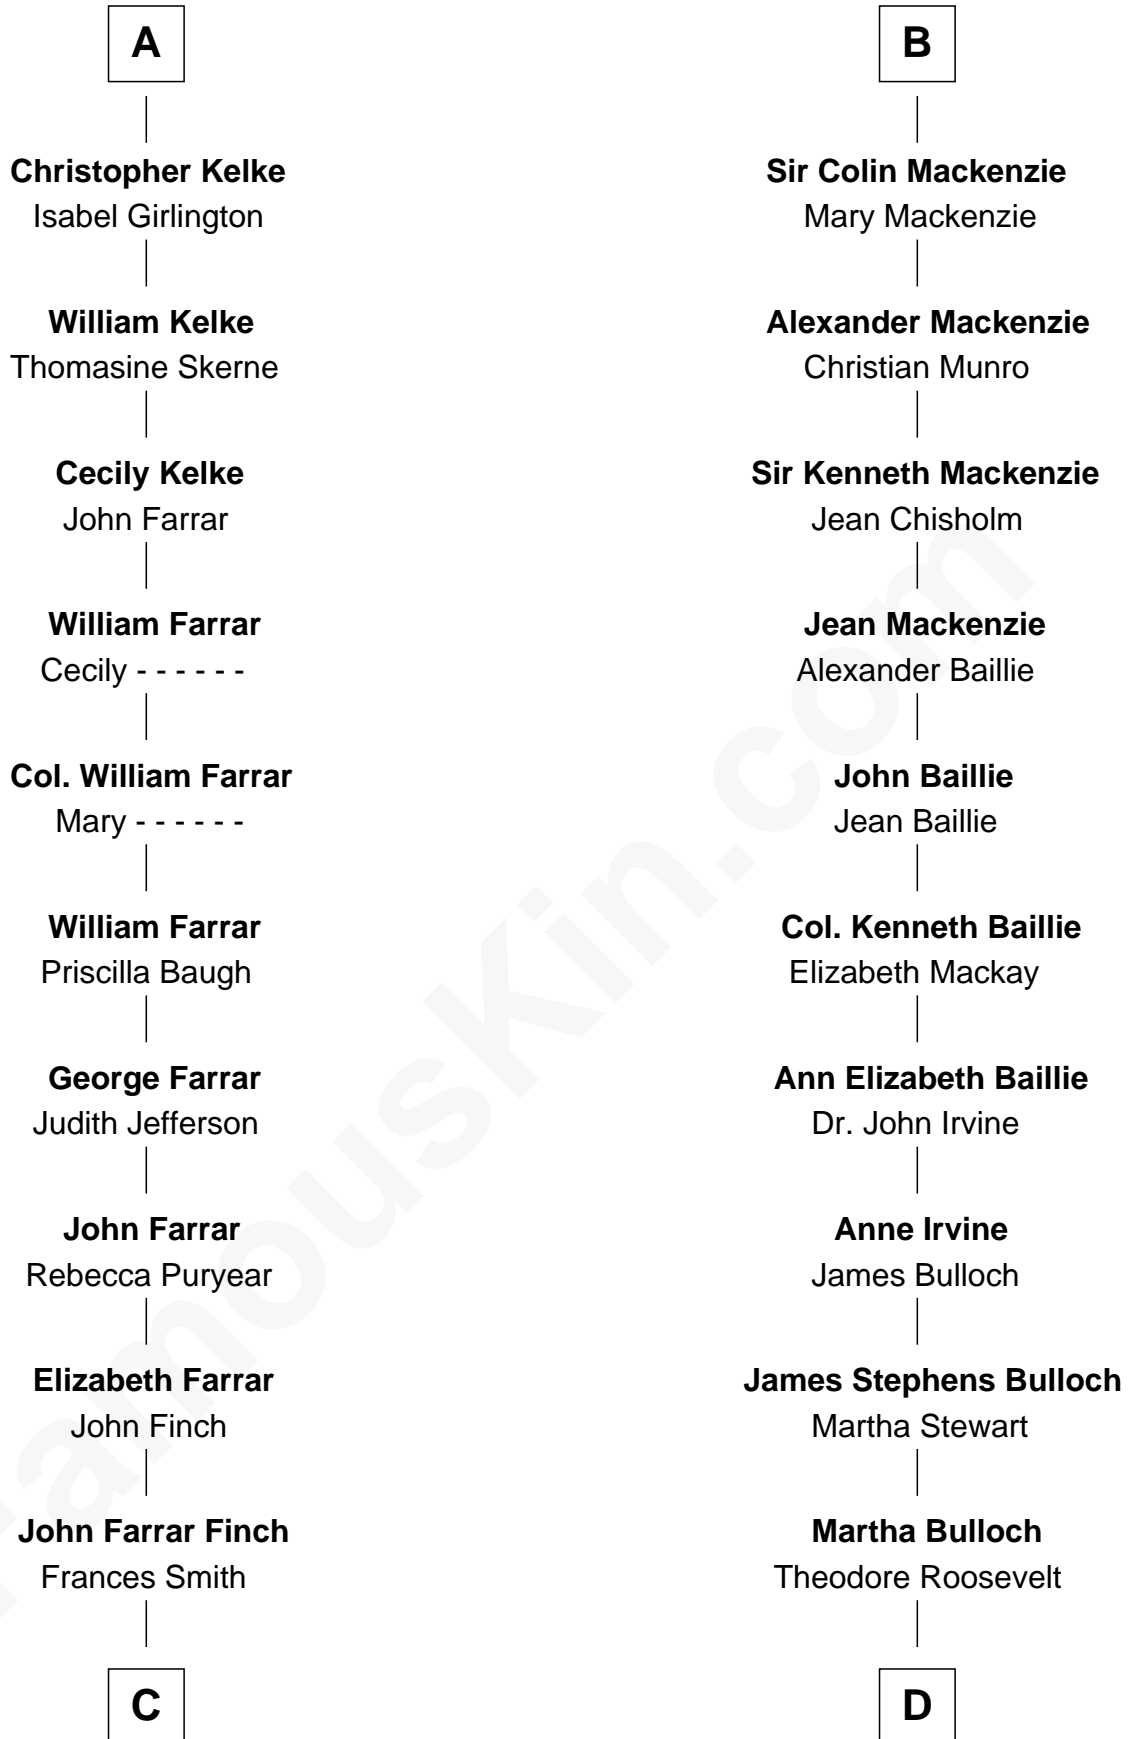 A
Christopher Kelke
Isabel Girlington
William Kelke
Thomasine Skerne
Cecily Kelke
John Farrar
William Farrar
Cecily - - - - - -
Col. William Farrar
Mary - - - - - -
William Farrar
Priscilla Baugh
George Farrar
Judith Jefferson
John Farrar
Rebecca Puryear
Elizabeth Farrar
John Finch
John Farrar Finch
Frances Smith
C
B
Sir Colin Mackenzie
Mary Mackenzie
Alexander Mackenzie
Christian Munro
Sir Kenneth Mackenzie
Jean Chisholm
Jean Mackenzie
Alexander Baillie
John Baillie
Jean Baillie
Col. Kenneth Baillie
Elizabeth Mackay
Ann Elizabeth Baillie
Dr. John Irvine
Anne Irvine
James Bulloch
James Stephens Bulloch
Martha Stewart
Martha Bulloch
Theodore Roosevelt
D
FamousKin.com